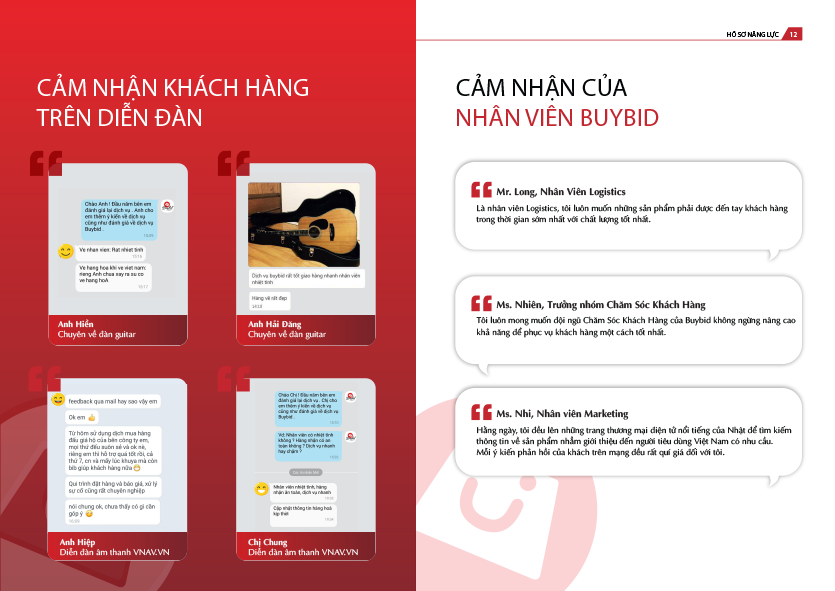 HỒ SƠ NĂNG LỰC 12
CẢM NHẬN KHÁCH HÀNG
TRÊN DIỄN ĐÀN
Chào Anh ! Đầu năm bên em
đánh giá lại dịch vụ . Anh cho
em thêm ý kiến về dịch vụ
cũng như đánh giá về dịch vụ
Buybid .
Ve nhan vien: Rat nhiet tinh
Ve hang hoa khi ve viet nam:
rieng Anh chua xay ra su co
ve hang hoA
Anh Hiển
Chuyên về đàn guitar
Dich vu buybid rất tốt giao hàng nhanh nhân viên
nhiêt tình
Hàng về rất đẹp
Anh Hải Đăng
Chuyên về đàn guitar
feedback qua mail hay sao vậy em
Ok em
Từ hôm sử dụng dịch mua hàng
đấu giá hộ của bên công ty em,
mọi thứ đều suôn sẻ và ok nè,
riêng em thì hỗ trợ quá tốt rồi, cả
thứ 7, cn và mấy lúc khuya mà còn
bib giúp khách hàng nữa
Qui trình đặt hàng và báo giá, xử lý
sự cố cũng rất chuyên nghiệp
nói chung ok, chưa thấy có gì cần
góp ý
Anh Hiệp
Diễn đàn âm thanh VNAV.VN
Chào Chị ! Đầu năm bên em
đánh giá lại dịch vụ . Chị cho
em thêm ý kiến về dịch vụ
cũng như đánh giá về dịch vụ
Buybid .
Vd: Nhân viên có nhiệt tình
không ? Hàng nhận có an
toàn không ? Dịch vụ nhanh
hay chậm ?
Nhân viên nhiệt tình, hàng
nhận an toàn, dịch vụ nhanh
Cập nhật thông tin hàng hoá
kịp thời
Chị Chung
Diễn đàn âm thanh VNAV.VN
CẢM NHẬN CỦA
NHÂN VIÊN BUYBID
Mr. Long, Nhân Viên Logistics
Là nhân viên Logistics, tôi luôn muốn những sản phẩm phải được đến tay khách hàng
trong thời gian sớm nhất với chất lượng tốt nhất.
Ms. Nhiên, Trưởng nhóm Chăm Sóc Khách Hàng
Tôi luôn mong muốn đội ngũ Chăm Sóc Khách Hàng của Buybid không ngừng nâng cao
khả năng để phục vụ khách hàng một cách tốt nhất.
Ms. Nhi, Nhân viên Marketing
Hằng ngày, tôi đều lên những trang thương mại điện tử nổi tiếng của Nhật để tìm kiếm
thông tin về sản phẩm nhằm giới thiệu đến người tiêu dùng Việt Nam có nhu cầu.
Mỗi ý kiến phản hồi của khách trên mạng đều rất quí giá đối với tôi.